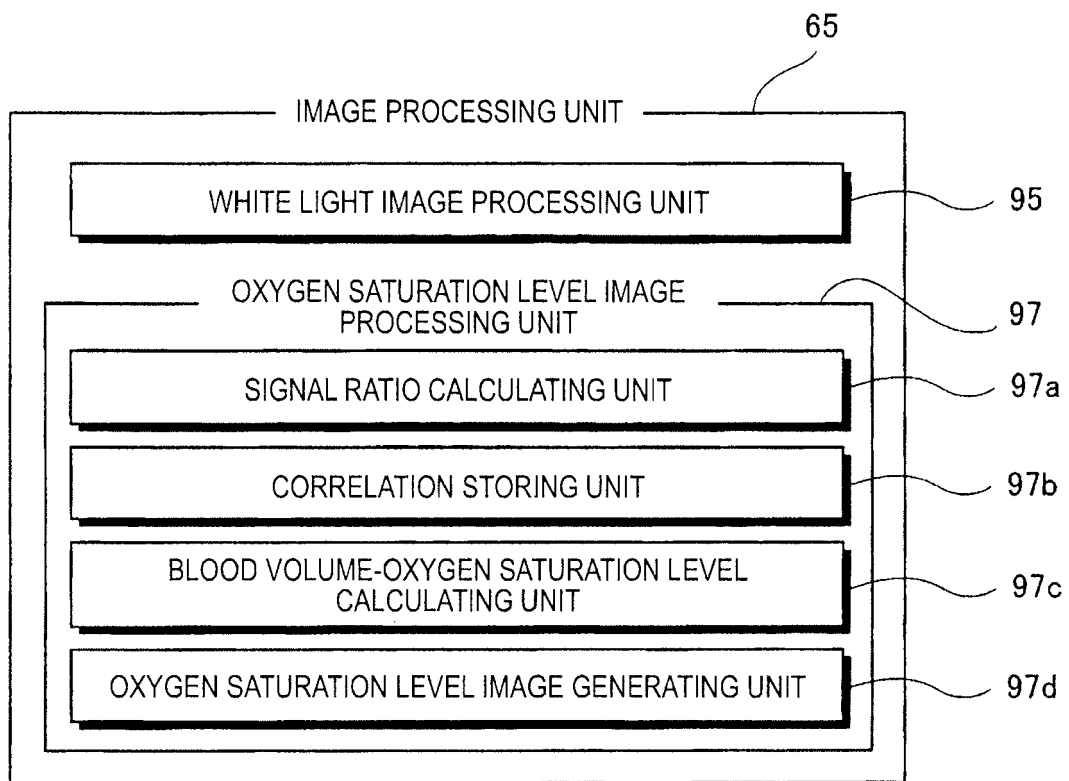 65
IMAGE PROCESSING UNIT
WHITE LIGHT IMAGE PROCESSING UNIT
95
OXYGEN SATURATION LEVEL IMAGE
PROCESSING UNIT
97
SIGNAL RATIO CALCULATING UNIT
97a
CORRELATION STORING UNIT
97b
BLOOD VOLUME-OXYGEN SATURATION LEVEL
CALCULATING UNIT
97c
OXYGEN SATURATION LEVEL IMAGE GENERATING UNIT
97d